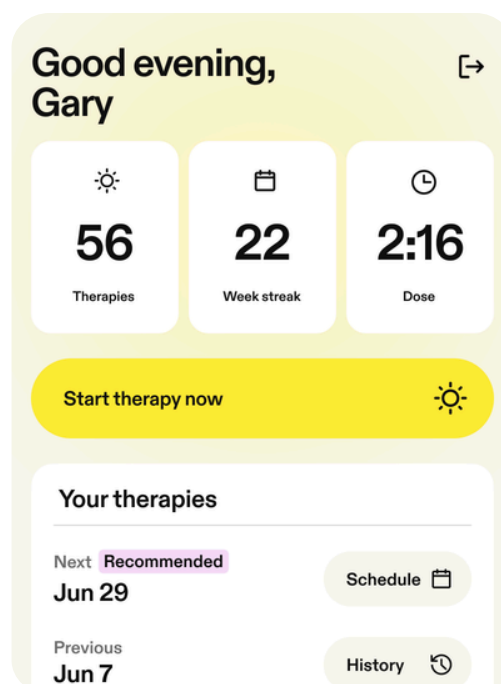 Good evening,
Gary
56
Therapies
22
Week streak
2:16
Dose
Start therapy now
Your therapies
Next Recommended
Jun 29
Schedule
Previous
Jun 7
History